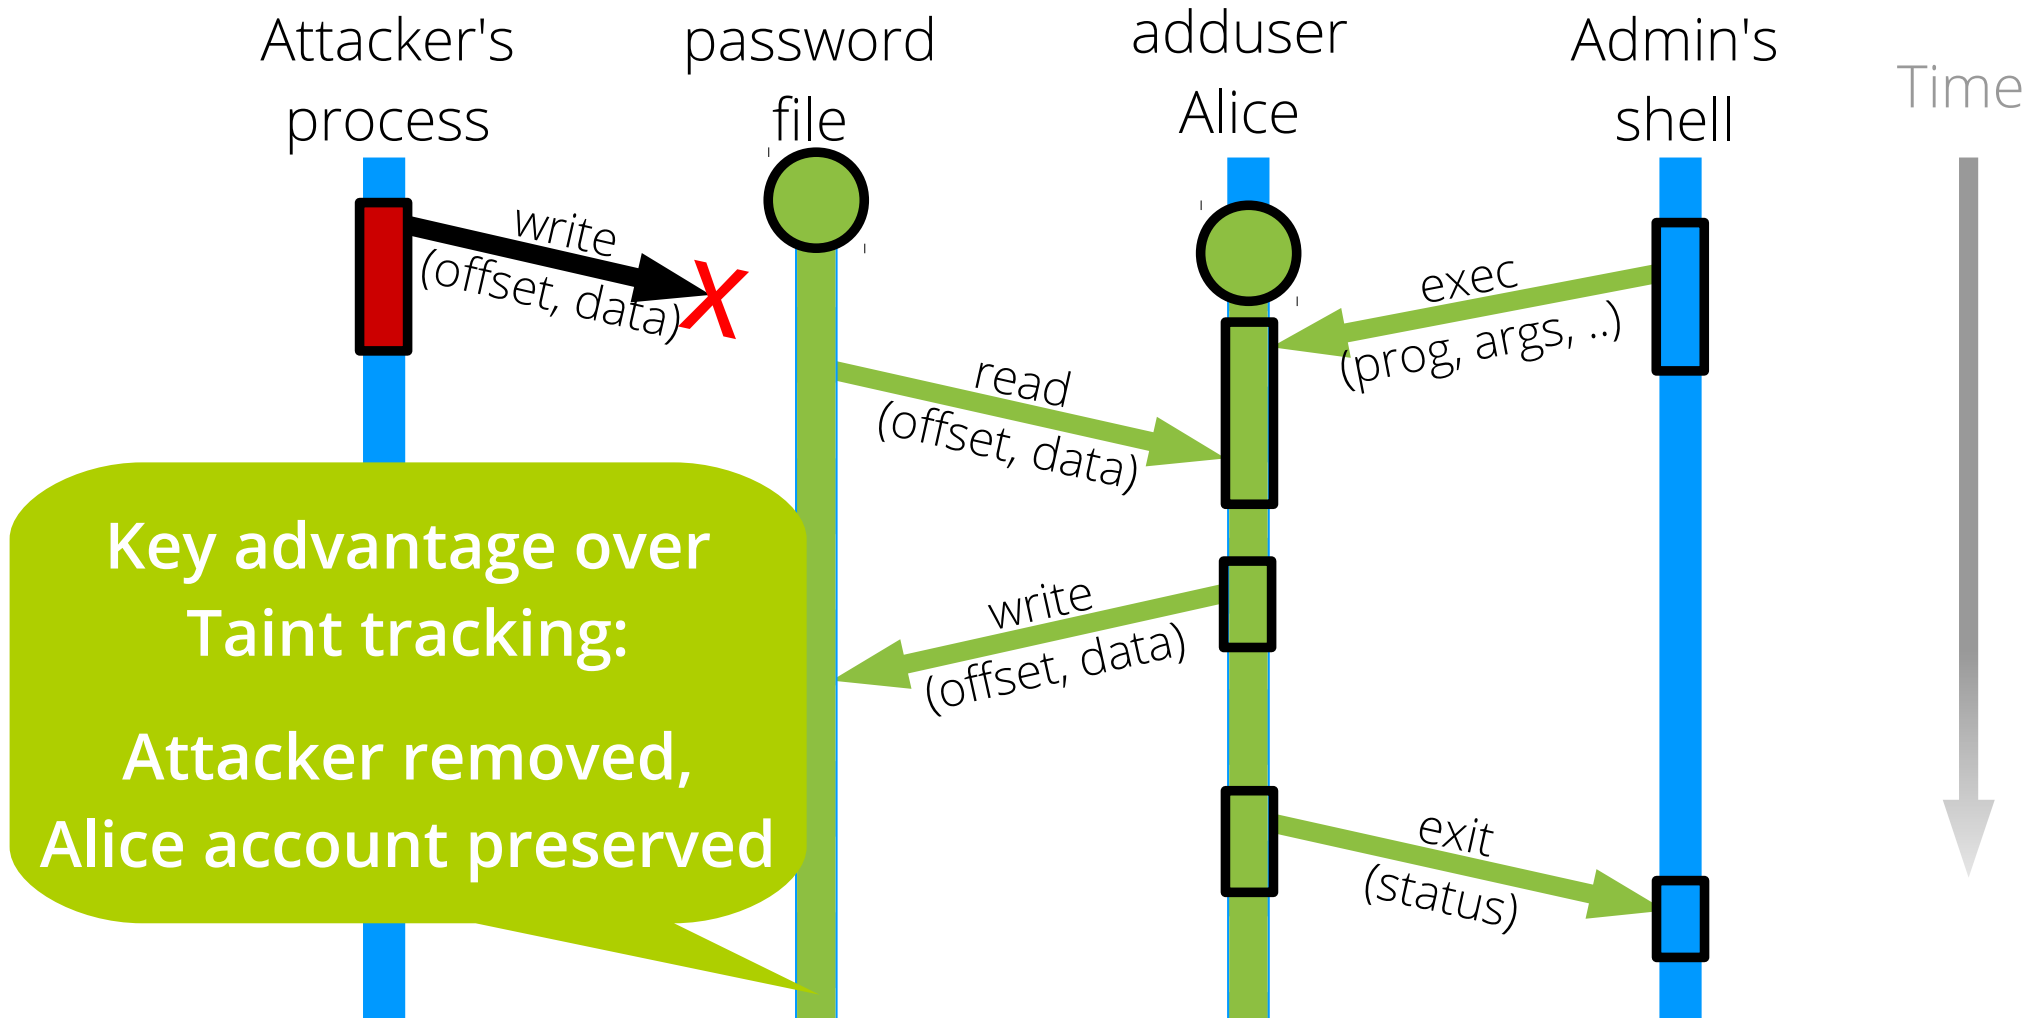 Attacker's
process
password
file
adduser
Alice
Admin's
shell
Time
write
(offset, data)
X
exec
(prog, args, ..)
read
(offset, data)
Key advantage over
Taint tracking:
Attacker removed,
Alice account preserved
write
(offset, data)
exit
(status)